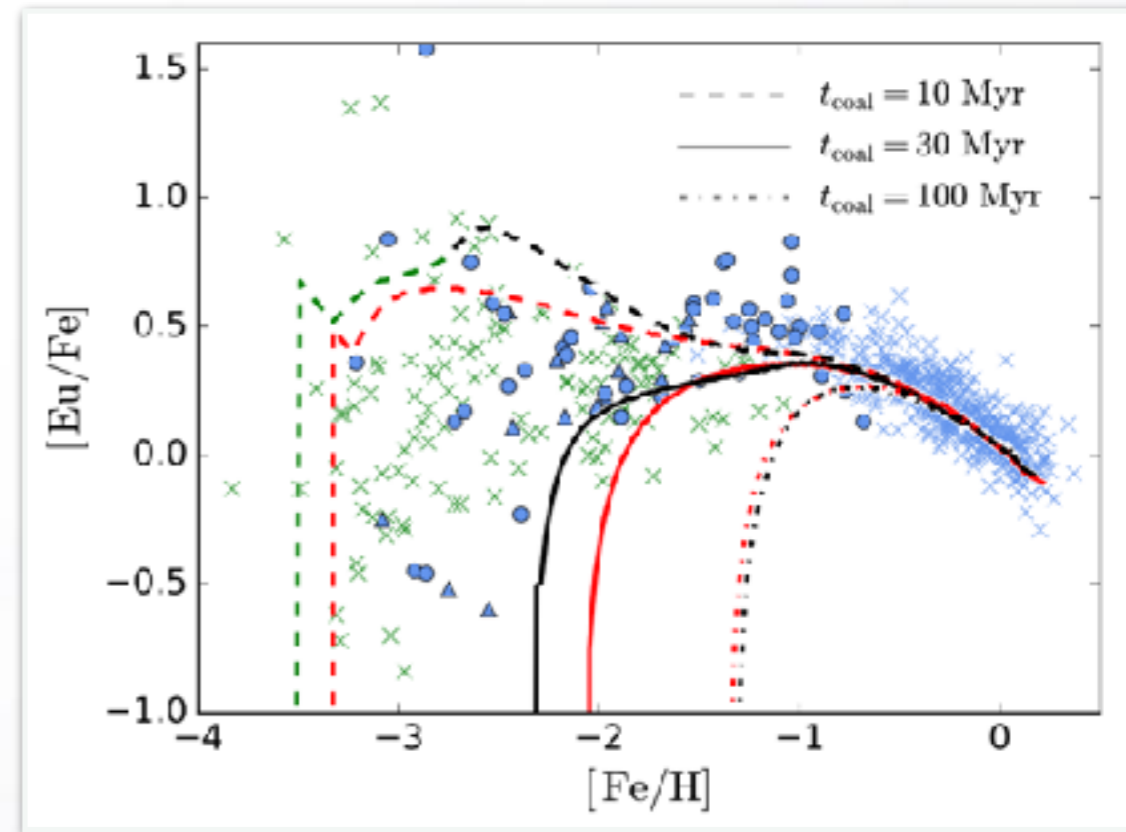 t_coal = 10 Myr
t_coal = 30 Myr
t_coal = 100 Myr
[Eu/Fe]
1.5
1.0
0.5
0.0
−0.5
−1.0
−4 −3 −2 −1 0
[Fe/H]